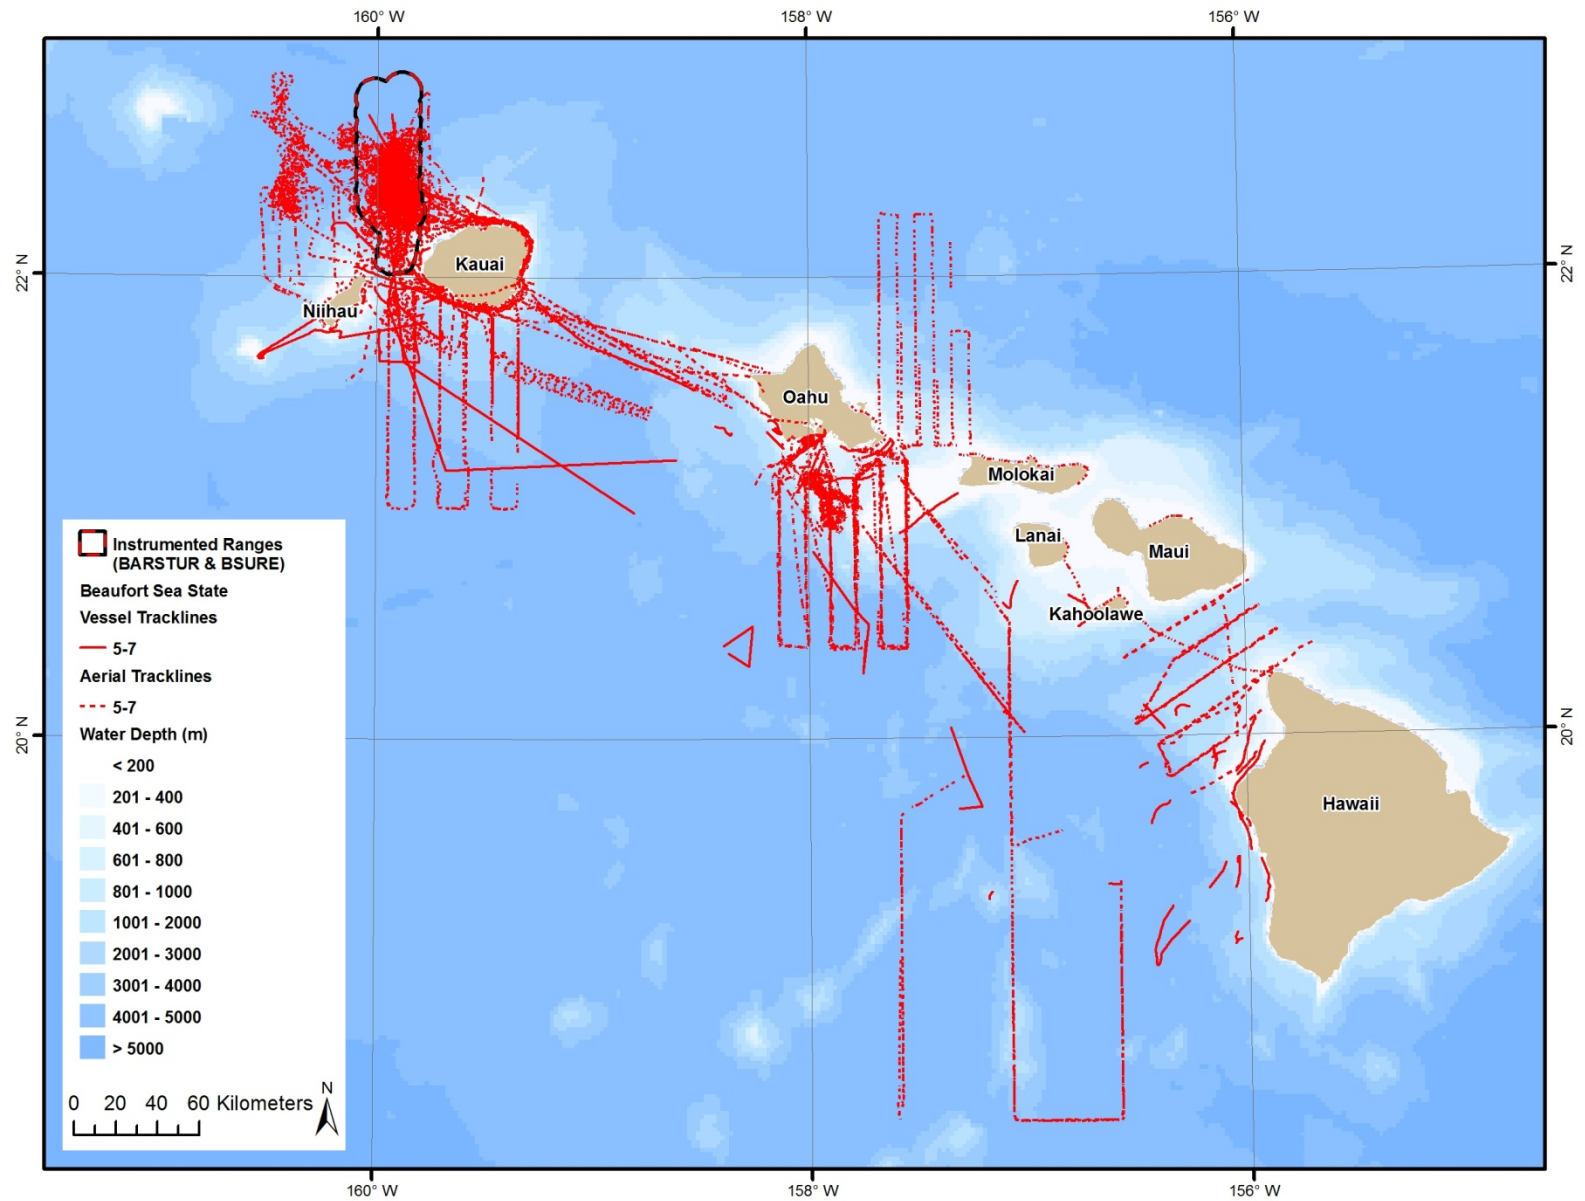 160° W
158° W
156° W
22° N
22° N
Kauai
Niihau
Oahu
Molokai
Lanai
Maui
Kahoolawe
20° N
20° N
Hawaii
Instrumented Ranges
(BARSTUR & BSURE)
Beaufort Sea State
Vessel Tracklines
5-7
Aerial Tracklines
5-7
Water Depth (m)
< 200
201 - 400
401 - 600
601 - 800
801 - 1000
1001 - 2000
2001 - 3000
3001 - 4000
4001 - 5000
> 5000
N
0 20 40 60 Kilometers
160° W
158° W
156° W